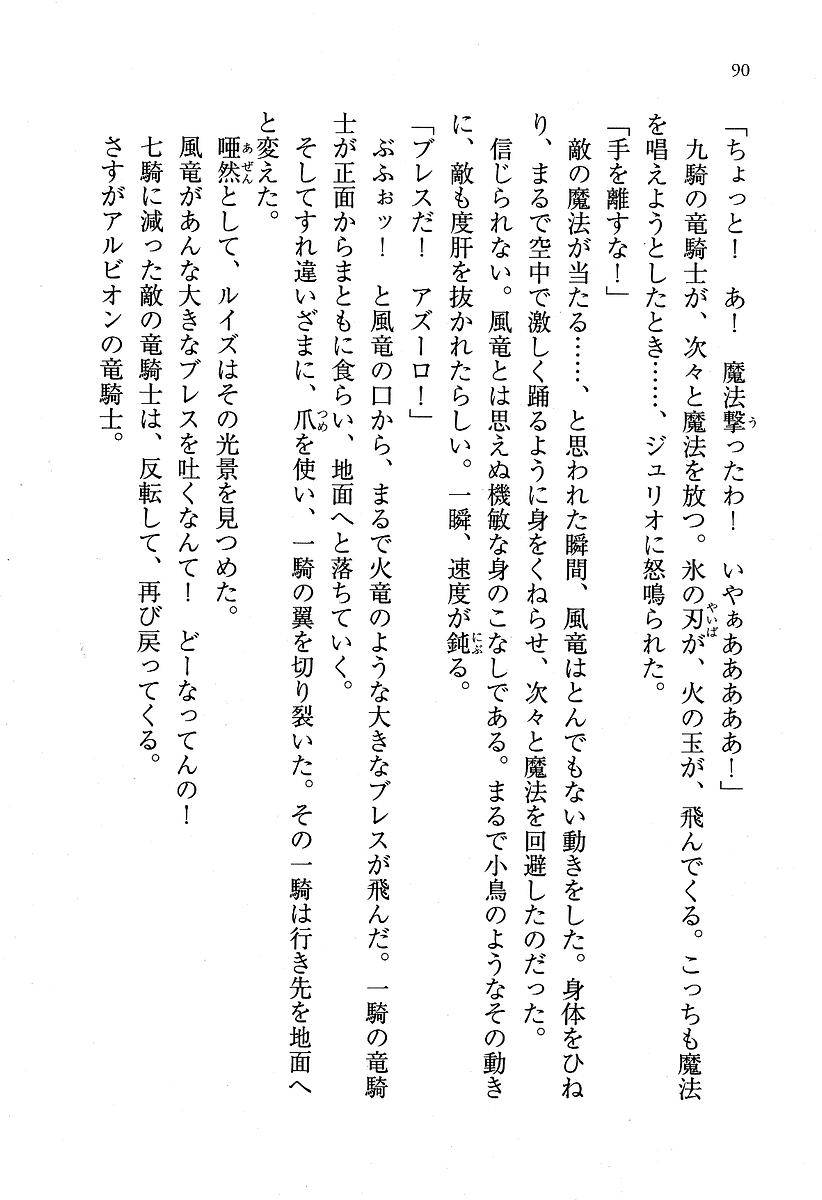 90
「ちょっと！　あ！　魔法撃ったわ！　いやぁあああああ！」
　九騎の竜騎士が、次々と魔法を放つ。氷の刃が、火の玉が、飛んでくる。こっちも魔法
を唱えようとしたとき……、ジュリオに怒鳴られた。
「手を離すな！」
　敵の魔法が当たる……、と思われた瞬間、風竜はとんでもない動きをした。身体をひね
り、まるで空中で激しく踊るように身をくねらせ、次々と魔法を回避したのだった。
　信じられない。風竜とは思えぬ機敏な身のこなしである。まるで小鳥のようなその動き
に、敵も度肝を抜かれたらしい。一瞬、速度が鈍る。
「ブレスだ！　アズーロ！」
　ぶふぉッ！　と風竜の口から、まるで火竜のような大きなブレスが飛んだ。一騎の竜騎
士が正面からまともに食らい、地面へと落ちていく。
　そしてすれ違いざまに、爪を使い、一騎の翼を切り裂いた。その一騎は行き先を地面へ
と変えた。
　唖然として、ルイズはその光景を見つめた。
　風竜があんな大きなブレスを吐くなんて！　どーなってんの！
　七騎に減った敵の竜騎士は、反転して、再び戻ってくる。
　さすがアルビオンの竜騎士。
う
やいば
にぶ
つめ
あぜん